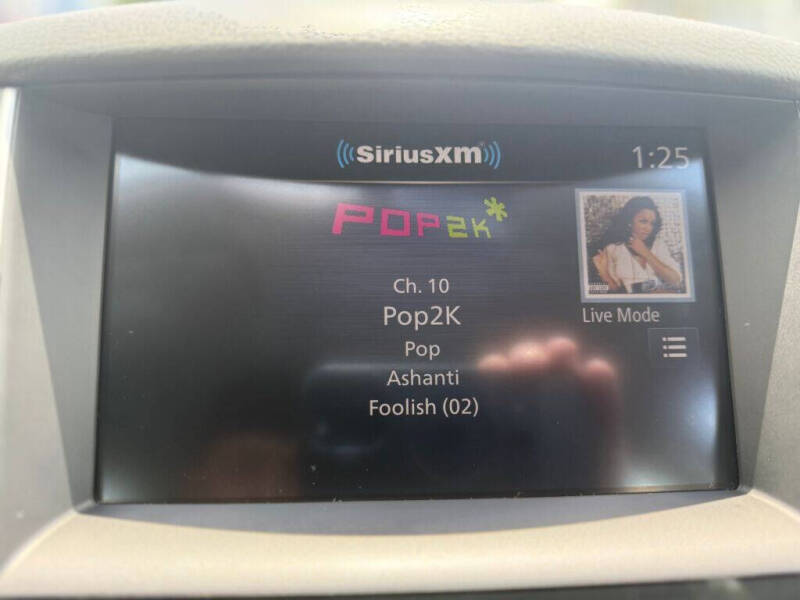 SiriusXM
1:25
POP2K*
Ch. 10
Pop2K
Pop
Ashanti
Foolish (02)
Live Mode